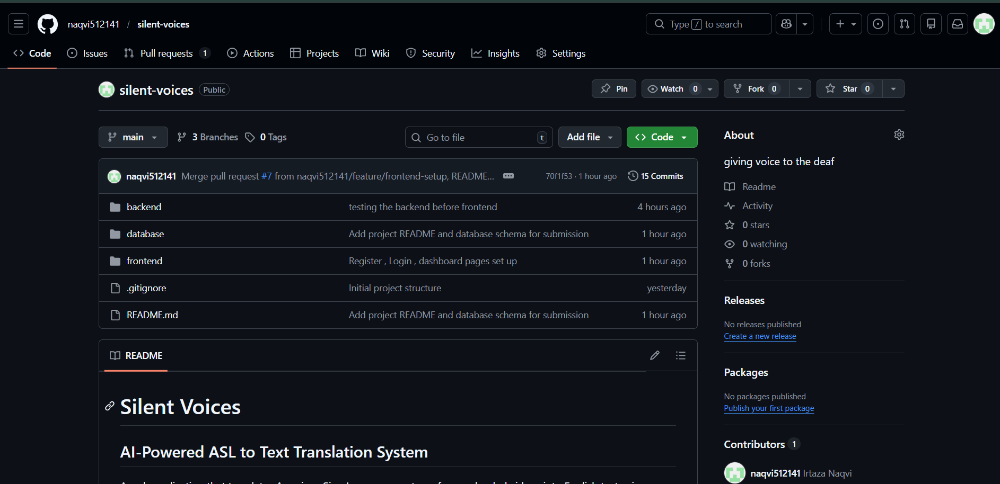 naqvi512141 / silent-voices
Type / to search
Code
Issues
Pull requests 1
Actions
Projects
Wiki
Security
Insights
Settings
silent-voices Public
Pin
Watch 0
Fork 0
Star 0
main
3 Branches
0 Tags
Go to file t
Add file
Code
naqvi512141 Merge pull request #7 from naqvi512141/feature/frontend-setup, README... 70f1f53 · 1 hour ago 15 Commits
backend testing the backend before frontend 4 hours ago
database Add project README and database schema for submission 1 hour ago
frontend Register , Login , dashboard pages set up 1 hour ago
.gitignore Initial project structure yesterday
README.md Add project README and database schema for submission 1 hour ago
README
Silent Voices
AI-Powered ASL to Text Translation System
About
giving voice to the deaf
Readme
Activity
0 stars
0 watching
0 forks
Releases
No releases published
Create a new release
Packages
No packages published
Publish your first package
Contributors 1
naqvi512141 Irtaza Naqvi